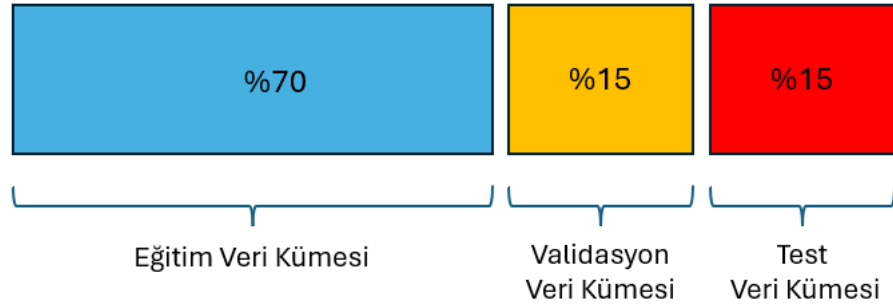 %70
%15
%15
Eğitim Veri Kümesi
Validasyon
Veri Kümesi
Test
Veri Kümesi